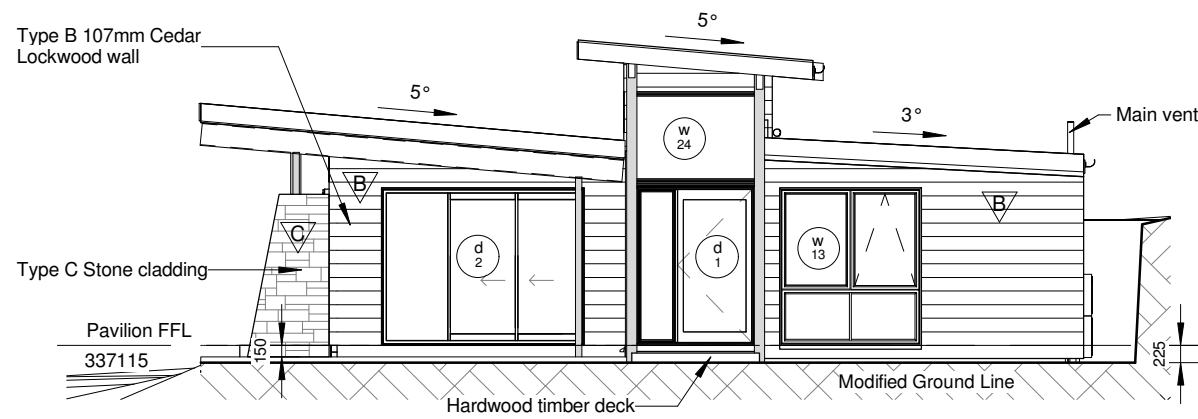 5°
Type B 107mm Cedar
Lockwood wall
5°
3°
Main vent
w
24
B
B
C
d
2
d
1
w
13
Type C Stone cladding
Pavilion FFL
337115
150
225
Modified Ground Line
Hardwood timber deck